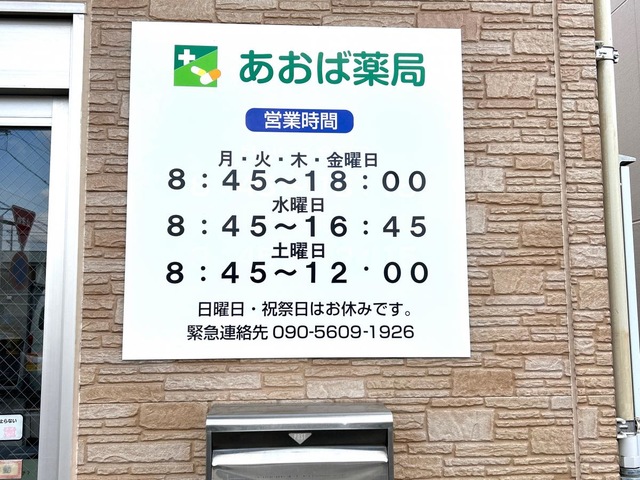 あおば薬局
営業時間
月・火・木・金曜日
8：45～18：00
水曜日
8：45～16：45
土曜日
8：45～12：00
日曜日・祝祭日はお休みです。
緊急連絡先 090-5609-1926